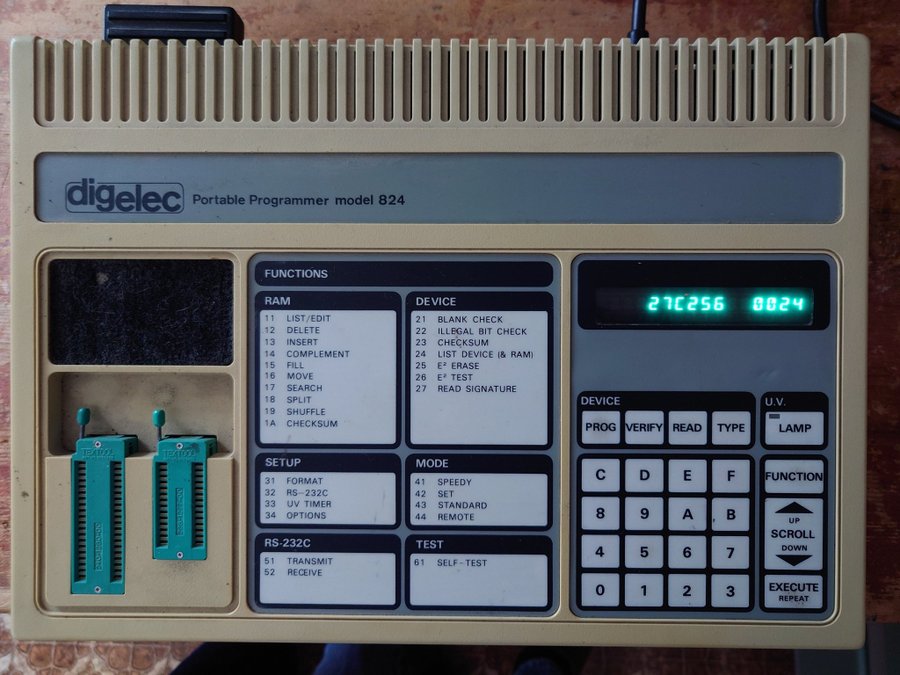 digelec Portable Programmer model 824
FUNCTIONS
RAM
11 LIST/EDIT
12 DELETE
13 INSERT
14 COMPLEMENT
15 FILL
16 MOVE
17 SEARCH
18 SPLIT
19 SHUFFLE
1A CHECKSUM
DEVICE
21 BLANK CHECK
22 ILLEGAL BIT CHECK
23 CHECKSUM
24 LIST DEVICE (& RAM)
25 E² ERASE
26 E² TEST
27 READ SIGNATURE
SETUP
31 FORMAT
32 RS-232C
33 UV TIMER
34 OPTIONS
MODE
41 SPEEDY
42 SET
43 STANDARD
44 REMOTE
RS-232C
51 TRANSMIT
52 RECEIVE
TEST
61 SELF-TEST
27C256 0024
DEVICE
PROG VERIFY READ TYPE
U.V.
LAMP
C D E F
8 9 A B
4 5 6 7
0 1 2 3
FUNCTION
UP
SCROLL
DOWN
EXECUTE
REPEAT
TEXTOOL
TEXTOOL